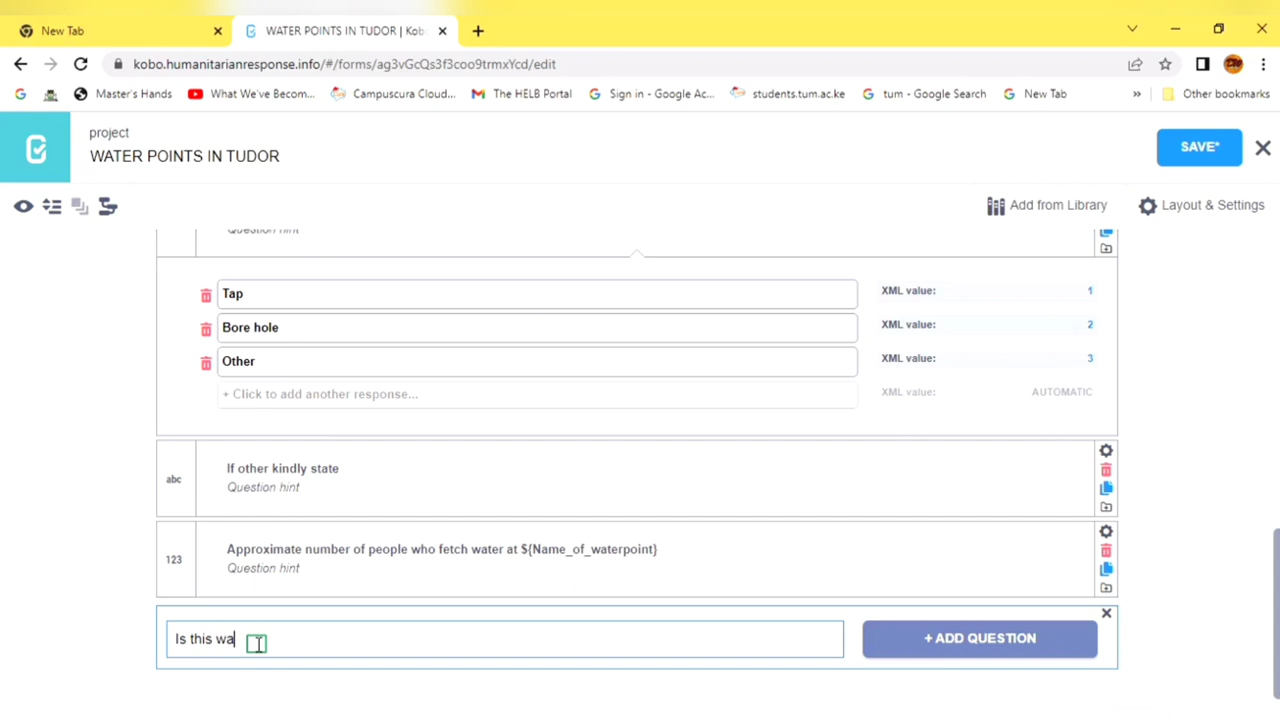 New Tab
WATER POINTS IN TUDOR | Kobo
kobo.humanitarianresponse.info/#/forms/ag3vGcQs3f3coo9trmxYcd/edit
Master's Hands
What We've Becom...
Campuscura Cloud...
The HELB Portal
Sign in - Google Ac...
students.tum.ac.ke
tum - Google Search
New Tab
»
Other bookmarks
project
WATER POINTS IN TUDOR
SAVE*
Add from Library
Layout & Settings
Question hint
Tap
XML value:
1
Bore hole
XML value:
2
Other
XML value:
3
+ Click to add another response...
XML value:
AUTOMATIC
abc
If other kindly state
Question hint
123
Approximate number of people who fetch water at ${Name_of_waterpoint}
Question hint
Is this wa
+ ADD QUESTION